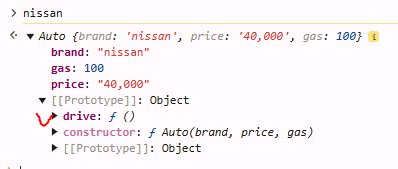 nissan
Auto {brand: 'nissan', price: '40,000', gas: 100} i
brand: "nissan"
gas: 100
price: "40,000"
[[Prototype]]: Object
drive: ƒ ()
constructor: ƒ Auto(brand, price, gas)
[[Prototype]]: Object